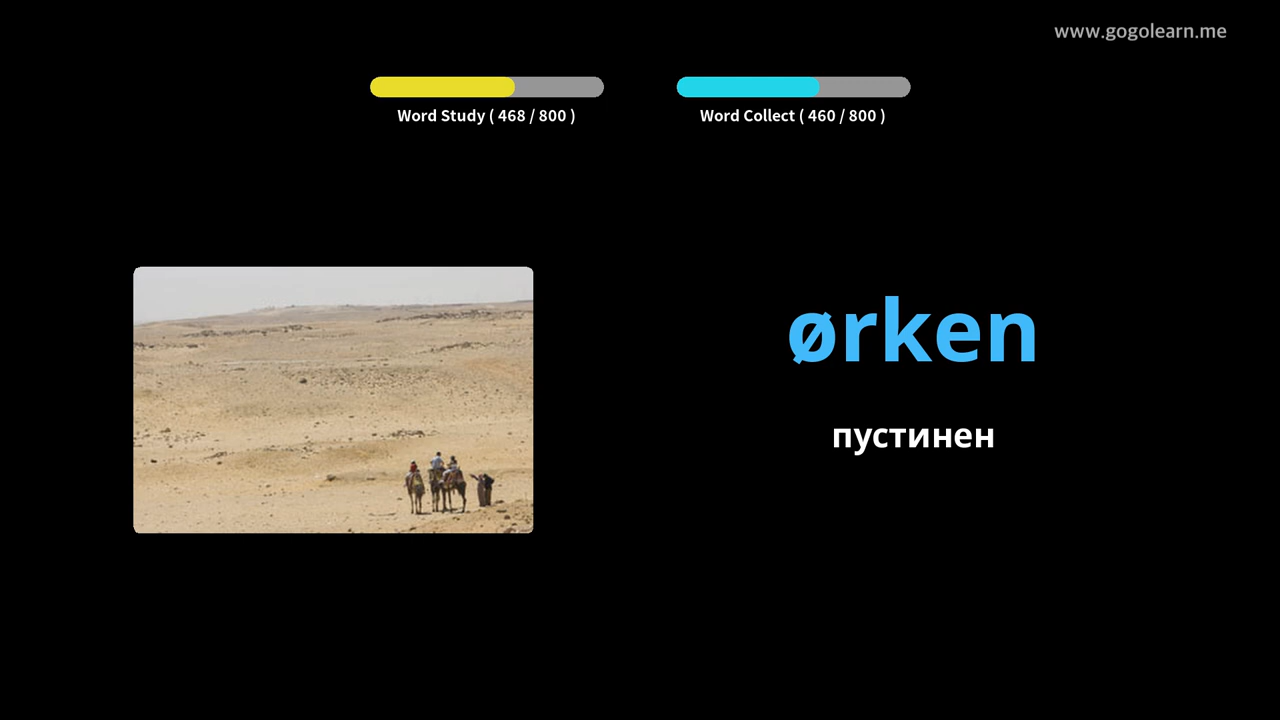 www.gogolearn.me
Word Study ( 468 / 800 )
Word Collect ( 460 / 800 )
ørken
пустинен